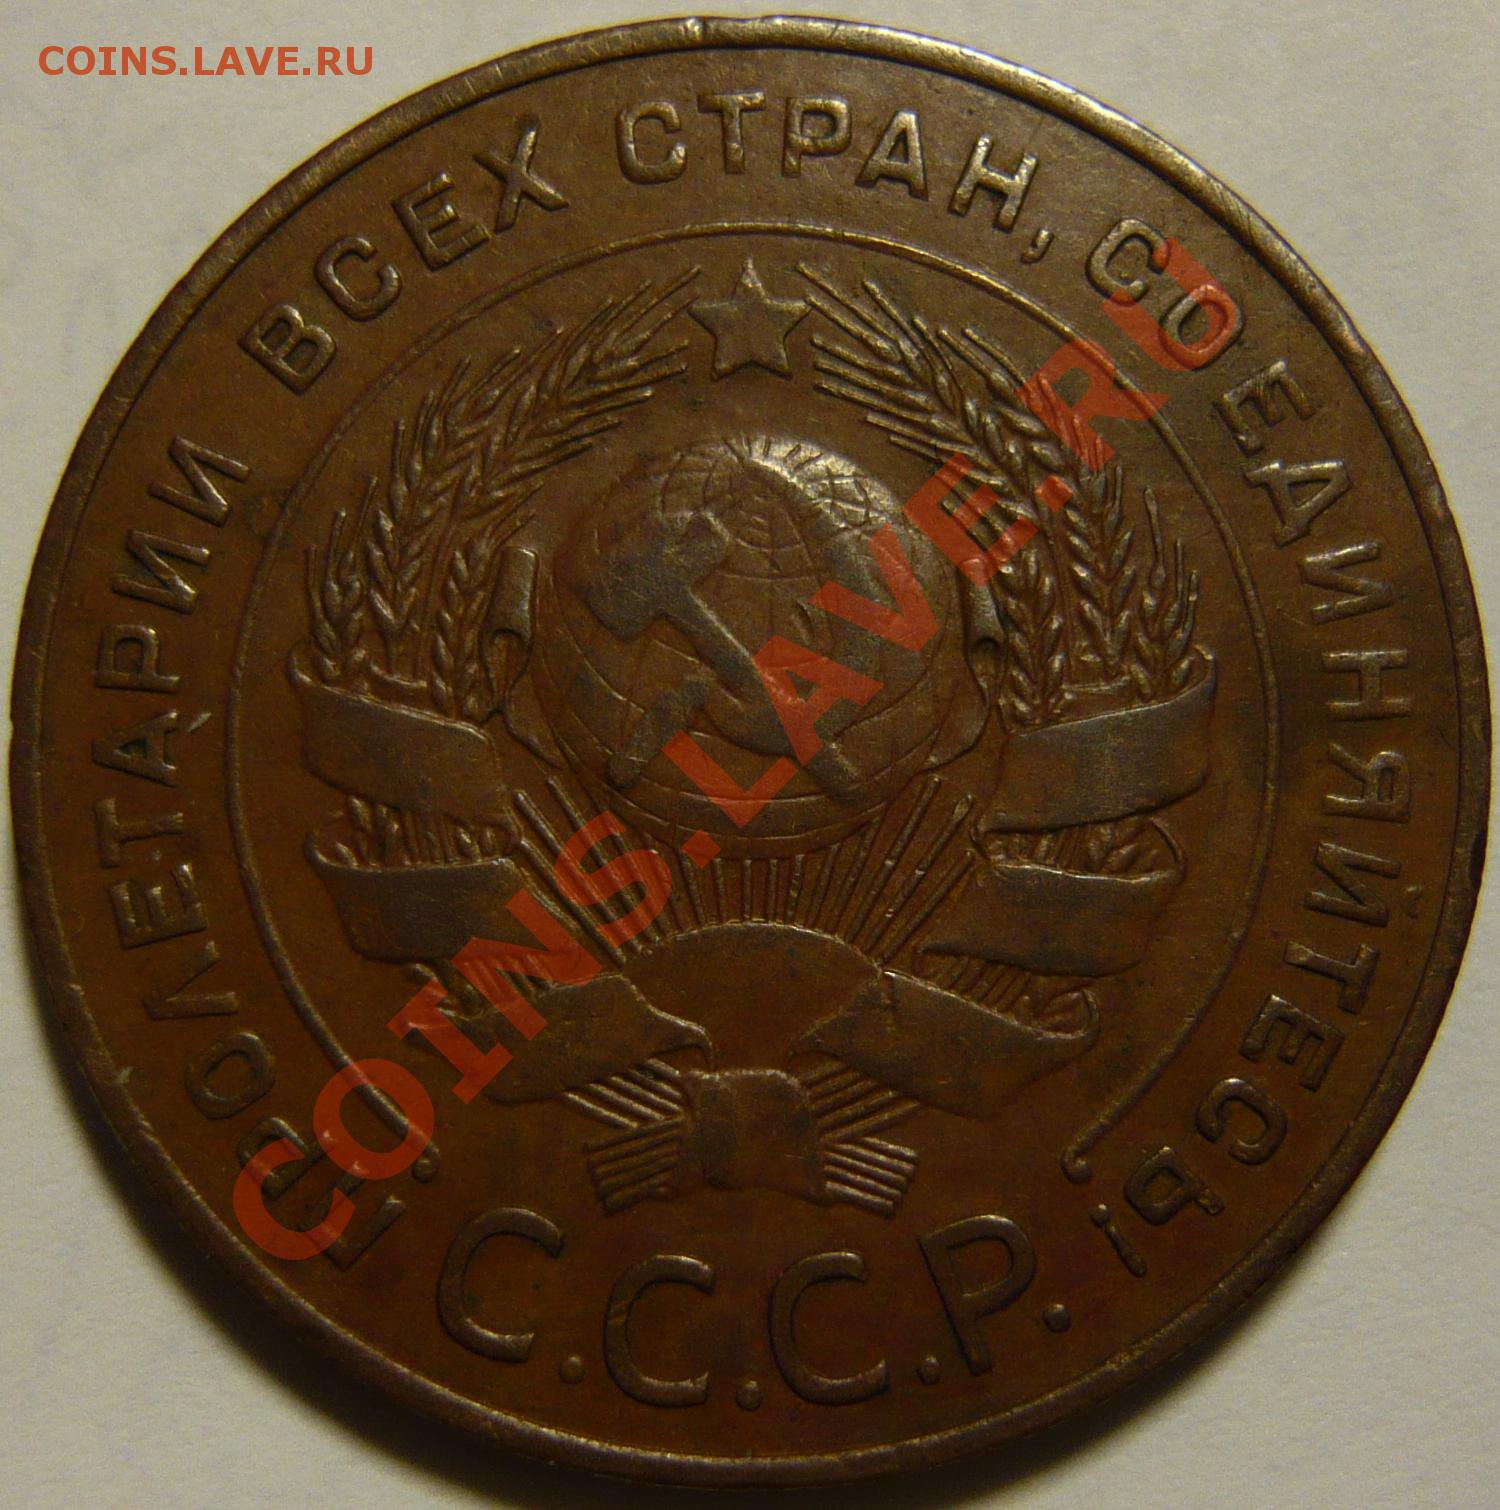 COINS.LAVE.RU
ПРОЛЕТАРИИ ВСЕХ СТРАН, СОЕДИНЯЙТЕСЬ!
С.С.С.Р.
COINS.LAVE.RU